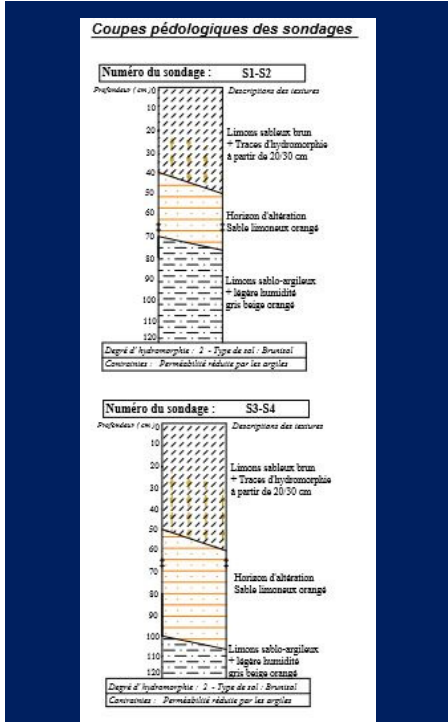 Coupes pédologiques des sondages
Numéro du sondage : S1-S2
Profondeur ( cm ) 0 Descriptions des textures
10
20
30
40
50
60
70
80
90
100
110
120
Limons sableux brun
+ Traces d'hydromorphie
à partir de 20/30 cm
Horizon d'altération
Sable limoneux orangé
Limons sablo-argileux
+ légère humidité
gris beige orangé
Degré d' hydromorphie : 2 - Type de sol : Brunisol
Contraintes : Perméabilité réduite par les argiles
Numéro du sondage : S3-S4
Profondeur ( cm ) 0 Descriptions des textures
10
20
30
40
50
60
70
80
90
100
110
120
Limons sableux brun
+ Traces d'hydromorphie
à partir de 20/30 cm
Horizon d'altération
Sable limoneux orangé
Limons sablo-argileux
+ légère humidité
gris beige orangé
Degré d' hydromorphie : 2 - Type de sol : Brunisol
Contraintes : Perméabilité réduite par les argiles